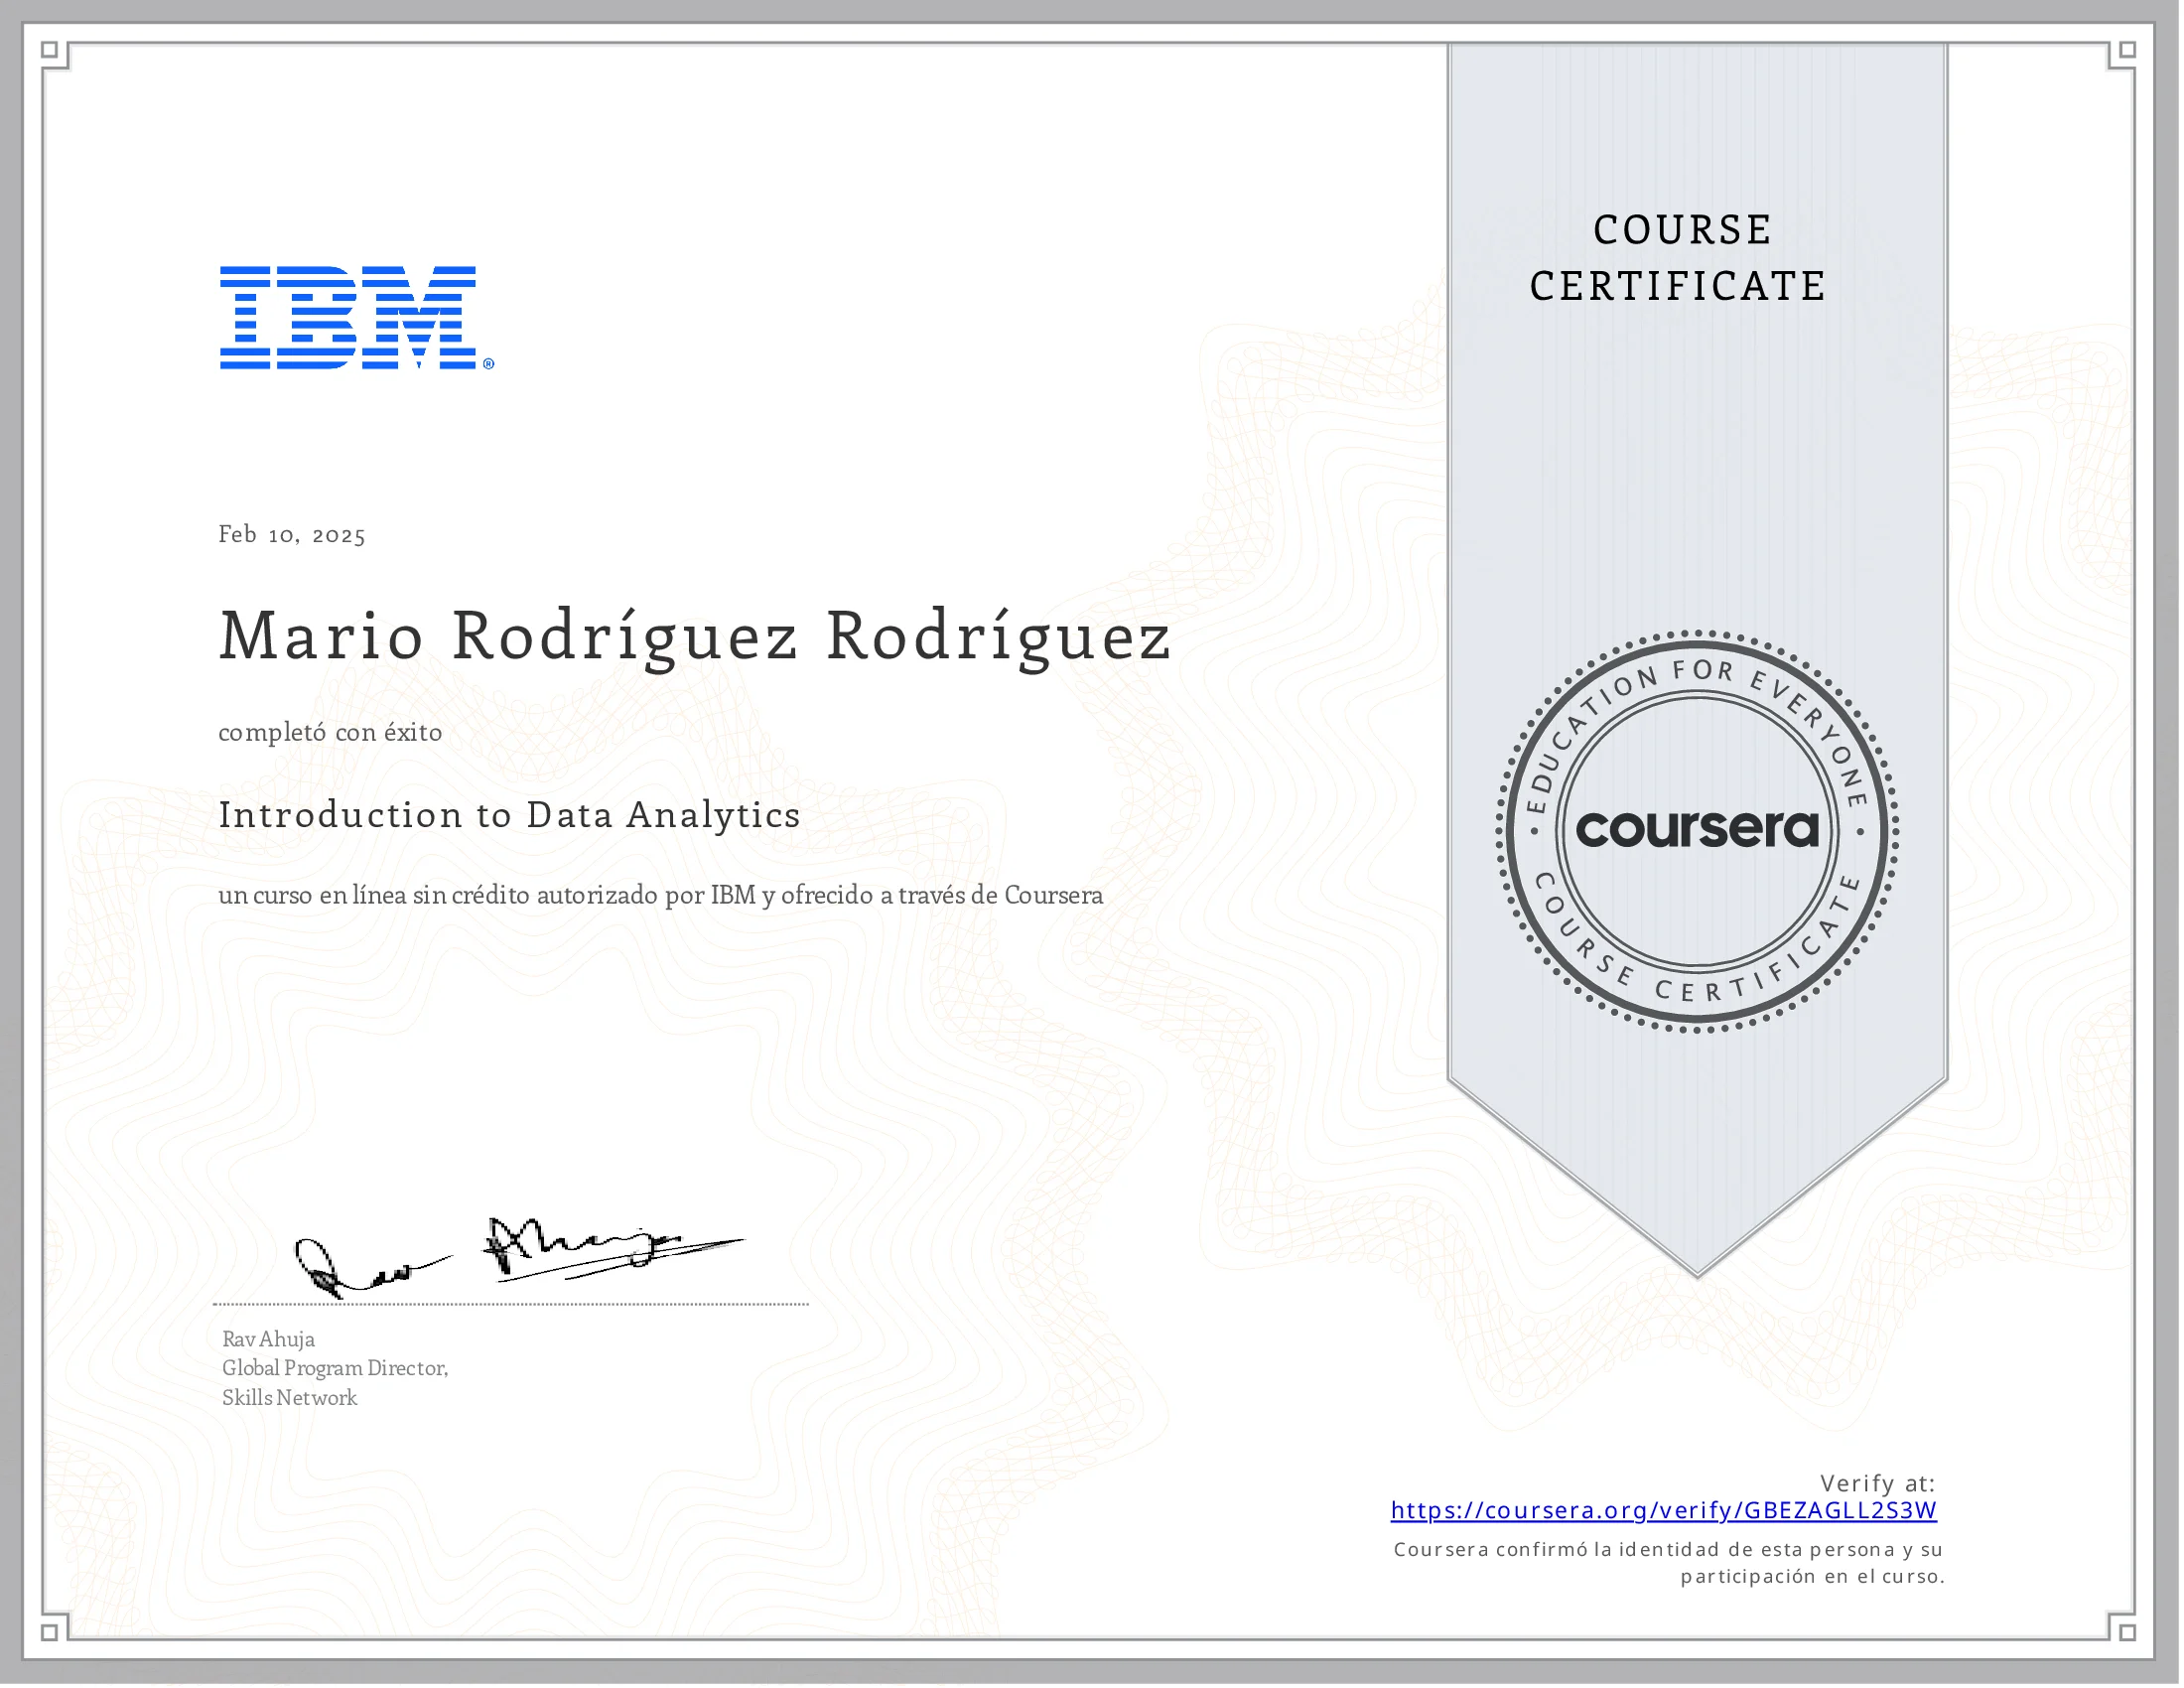 IBM®
COURSE
CERTIFICATE
Feb 10, 2025
Mario Rodríguez Rodríguez
completó con éxito
Introduction to Data Analytics
un curso en línea sin crédito autorizado por IBM y ofrecido a través de Coursera
EDUCATION FOR EVERYONE
coursera
COURSE CERTIFICATE
Rav Ahuja
Global Program Director,
Skills Network
Verify at:
https://coursera.org/verify/GBEZAGLL2S3W
Coursera confirmó la identidad de esta persona y su
participación en el curso.